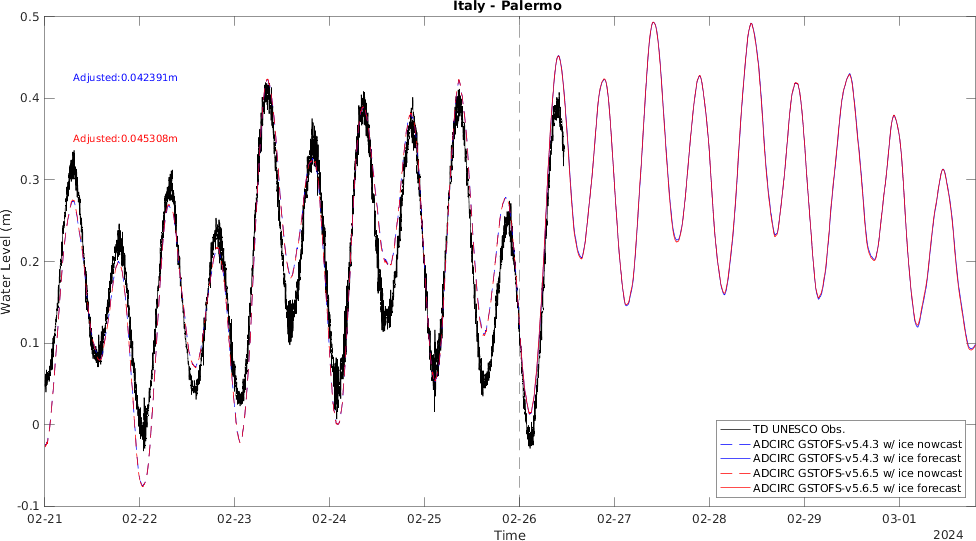 Italy - Palermo
0.5
Adjusted:0.042391m
0.4
Adjusted:0.045308m
0.3
0.2
0.1
0
-0.1
Water Level (m)
TD UNESCO Obs.
ADCIRC GSTOFS-v5.4.3 w/ ice nowcast
ADCIRC GSTOFS-v5.4.3 w/ ice forecast
ADCIRC GSTOFS-v5.6.5 w/ ice nowcast
ADCIRC GSTOFS-v5.6.5 w/ ice forecast
02-21 02-22 02-23 02-24 02-25 02-26 02-27 02-28 02-29 03-01
Time
2024